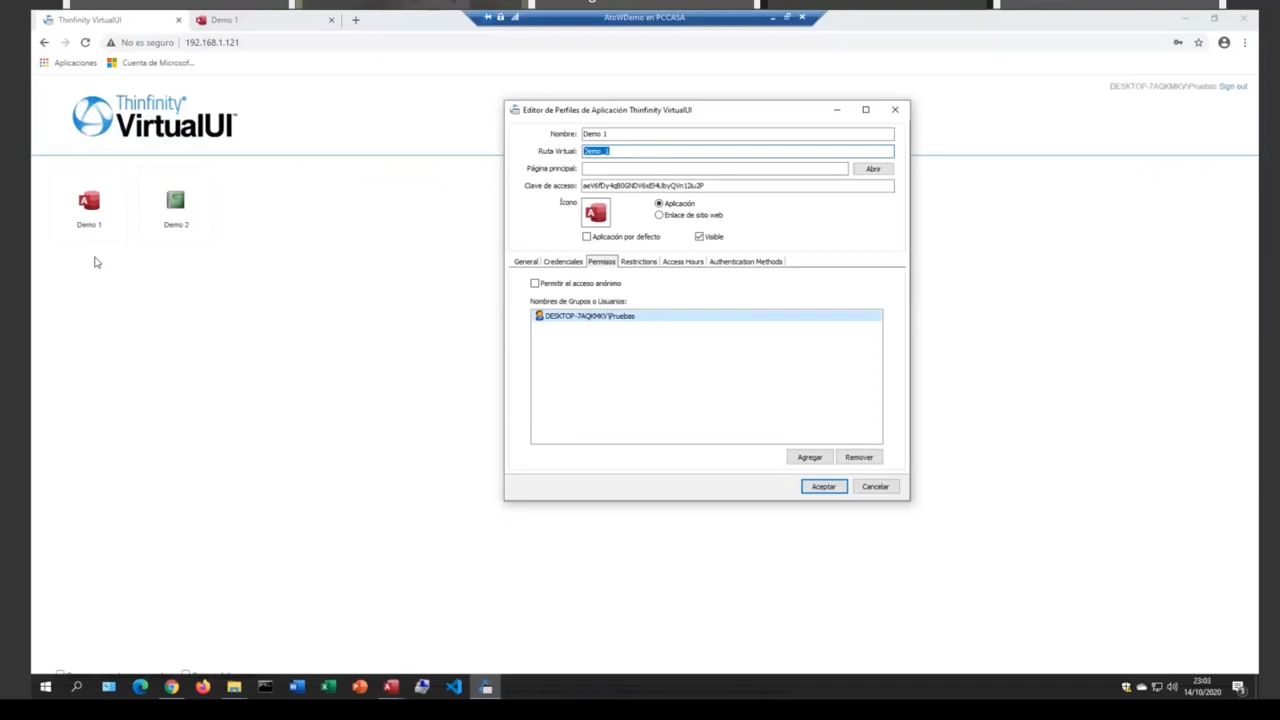 Thinfinity VirtualUI
Demo 1
AtoWDemo en PCCASA
No es seguro
192.168.1.121
Aplicaciones
Cuenta de Microsof...
DESKTOP-7AQKMKV\Pruebas Sign out
Thinfinity
VirtualUI
Demo 1
Demo 2
Editor de Perfiles de Aplicación Thinfinity VirtualUI
Nombre:
Demo 1
Ruta Virtual:
Demo_1
Página principal:
Abrir
Clave de acceso:
Ícono
Aplicación
Enlace de sitio web
Aplicación por defecto
Visible
General
Credenciales
Permisos
Restrictions
Access Hours
Authentication Methods
Permitir el acceso anónimo
Nombres de Grupos o Usuarios:
DESKTOP-7AQKMKV\Pruebas
Agregar
Remover
Aceptar
Cancelar
23:03
14/10/2020